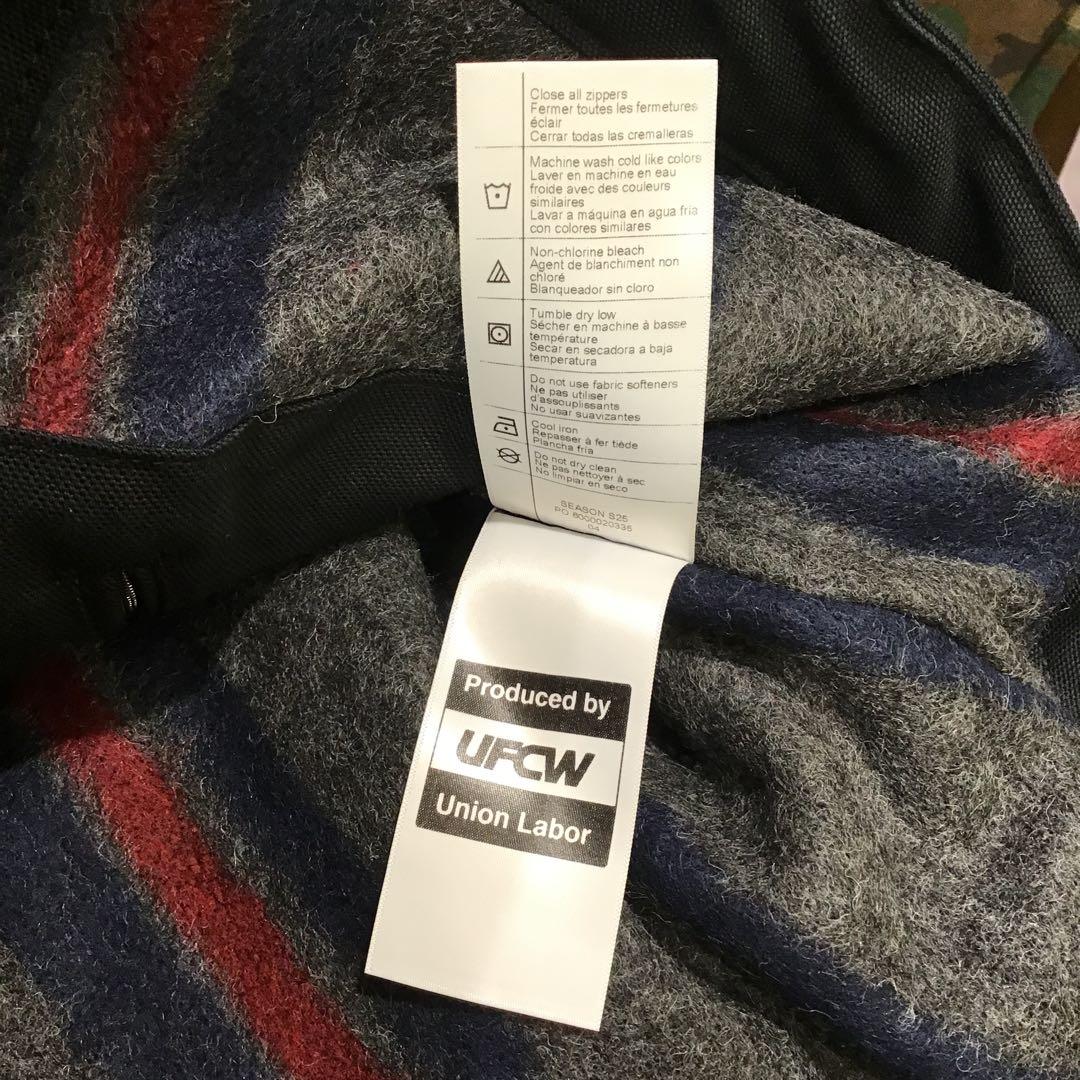 Close all zippers
Fermer toutes les fermetures
éclair
Cerrar todas las cremalleras
Machine wash cold like colors
Laver en machine en eau
froide avec des couleurs
similaires
Lavar a máquina en agua fria
con colores similares
Non-chlorine bleach
Agent de blanchiment non
chloré
Blanqueador sin cloro
Tumble dry low
Sécher en machine à basse
température
Secar en secadora a baja
temperatura
Do not use fabric softeners
Ne pas utiliser
d'assouplissants
No usar suavizantes
Cool iron
Repasser à fer tiède
Plancha fria
Do not dry clean
Ne pas nettoyer à sec
No limpiar en seco
SEASON S25
PO 8000020335
04
Produced by
UFCW
Union Labor